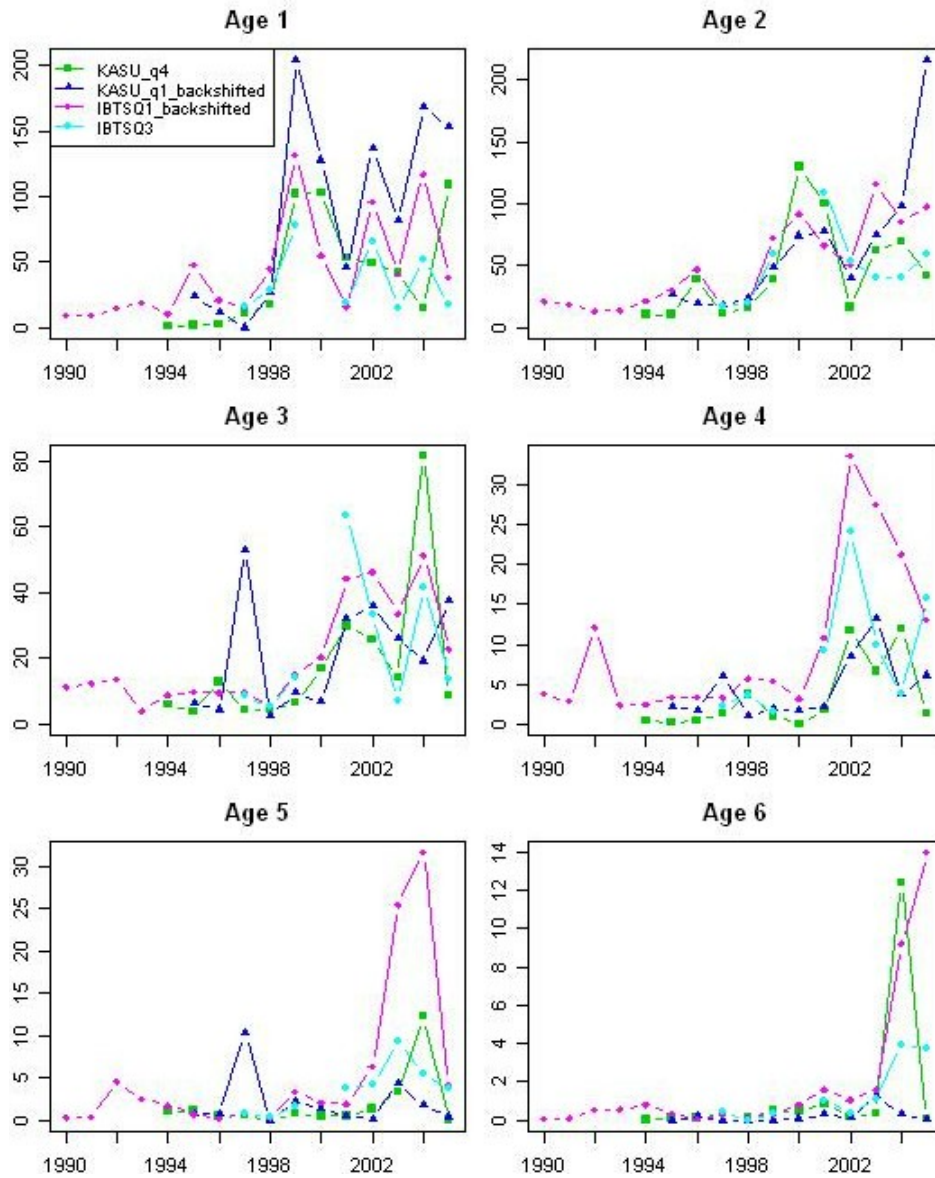 Age 1
Age 2
KASU_q4
KASU_q1_backshifted
IBTSQ1_backshifted
IBTSQ3
200
150
100
50
0
1990 1994 1998 2002
200
150
100
50
0
1990 1994 1998 2002
Age 3
Age 4
80
60
40
20
0
1990 1994 1998 2002
30
25
20
15
10
5
0
1990 1994 1998 2002
Age 5
Age 6
30
25
20
15
10
5
0
1990 1994 1998 2002
14
12
10
8
6
4
2
0
1990 1994 1998 2002